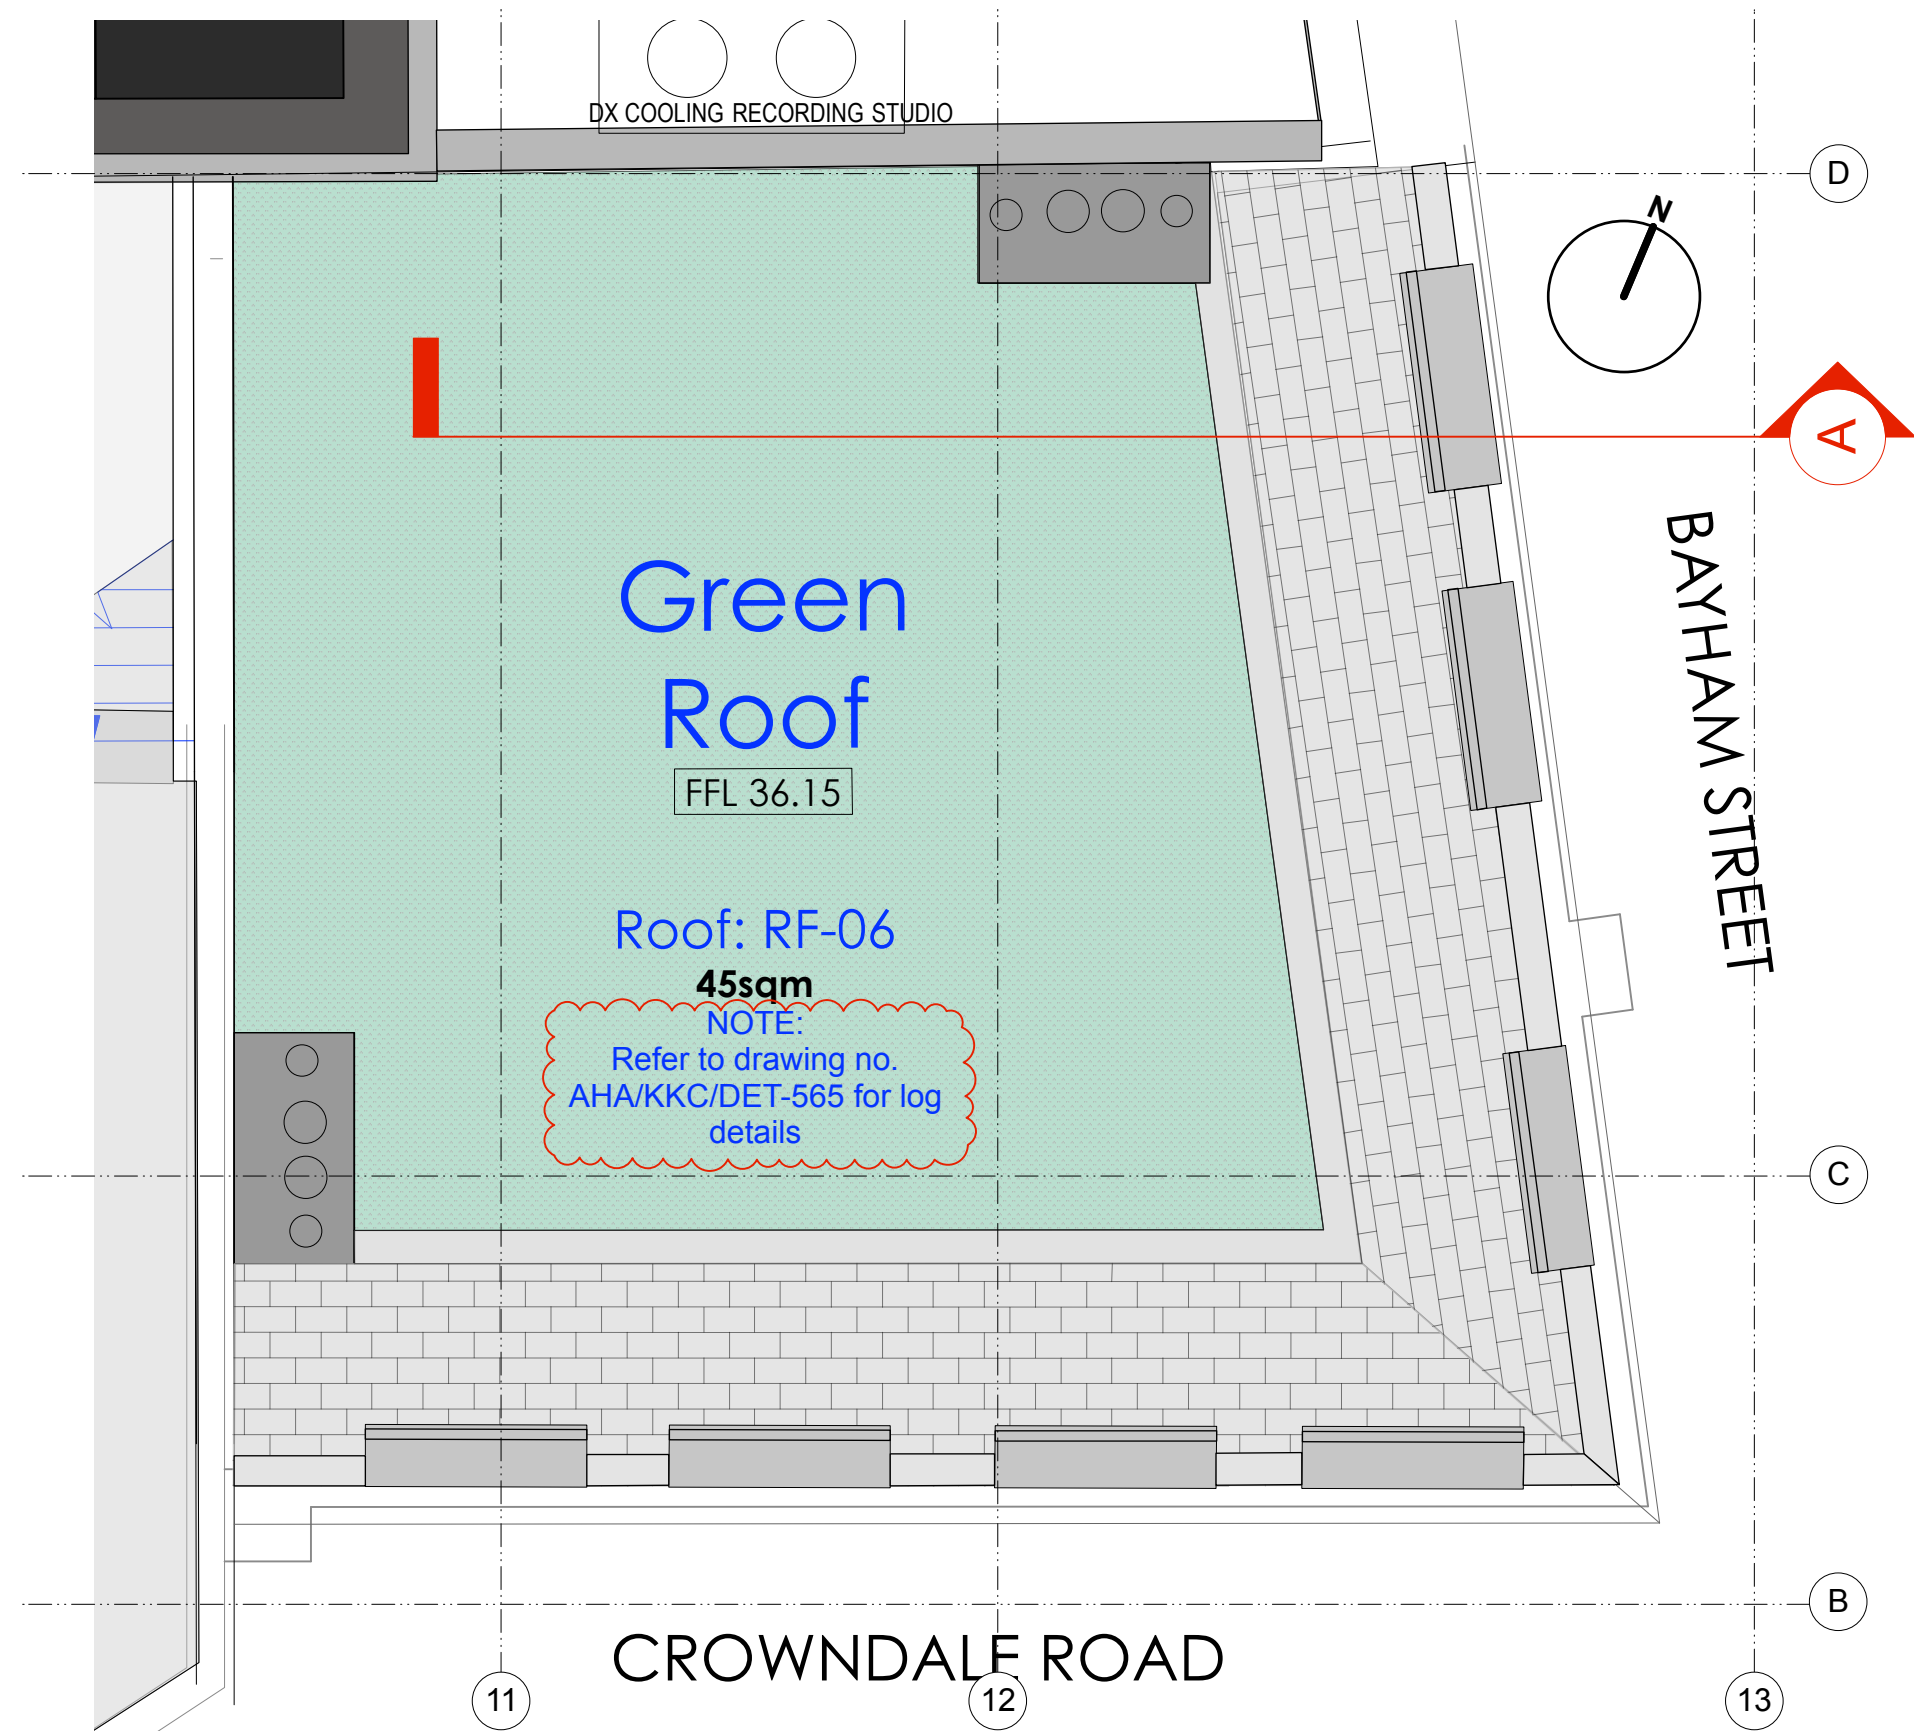 DX COOLING RECORDING STUDIO
D
N
A
BAYHAM STREET
Green
Roof
FFL 36.15
Roof: RF-06
45sqm
NOTE:
Refer to drawing no.
AHA/KKC/DET-565 for log
details
C
B
CROWNDALE ROAD
11
12
13